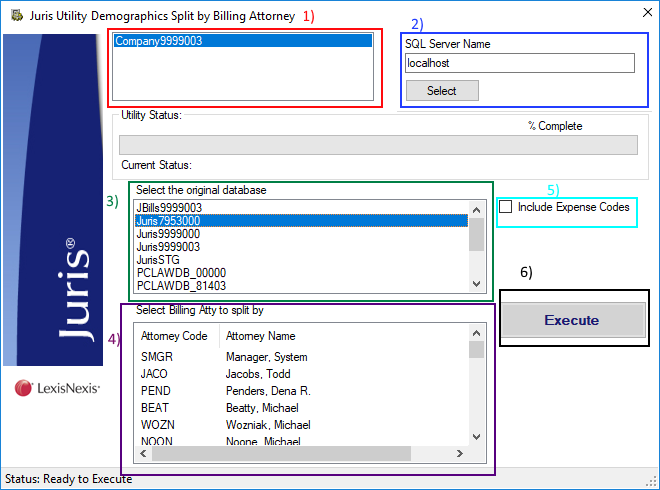 Juris Utility Demographics Split by Billing Attorney
1)
Company9999003
2)
SQL Server Name
localhost
Select
Utility Status:
% Complete
Current Status:
3)
Select the original database
JBills9999003
Juris7953000
Juris9999000
Juris9999003
JurisSTG
PCLAWDB_00000
PCLAWDB_81403
5)
Include Expense Codes
6)
Execute
4)
Select Billing Atty to split by
Attorney Code Attorney Name
SMGR Manager, System
JACO Jacobs, Todd
PEND Penders, Dena R.
BEAT Beatty, Michael
WOZN Wozniak, Michael
NOON Noone, Michael
Juris®
LexisNexis®
Status: Ready to Execute